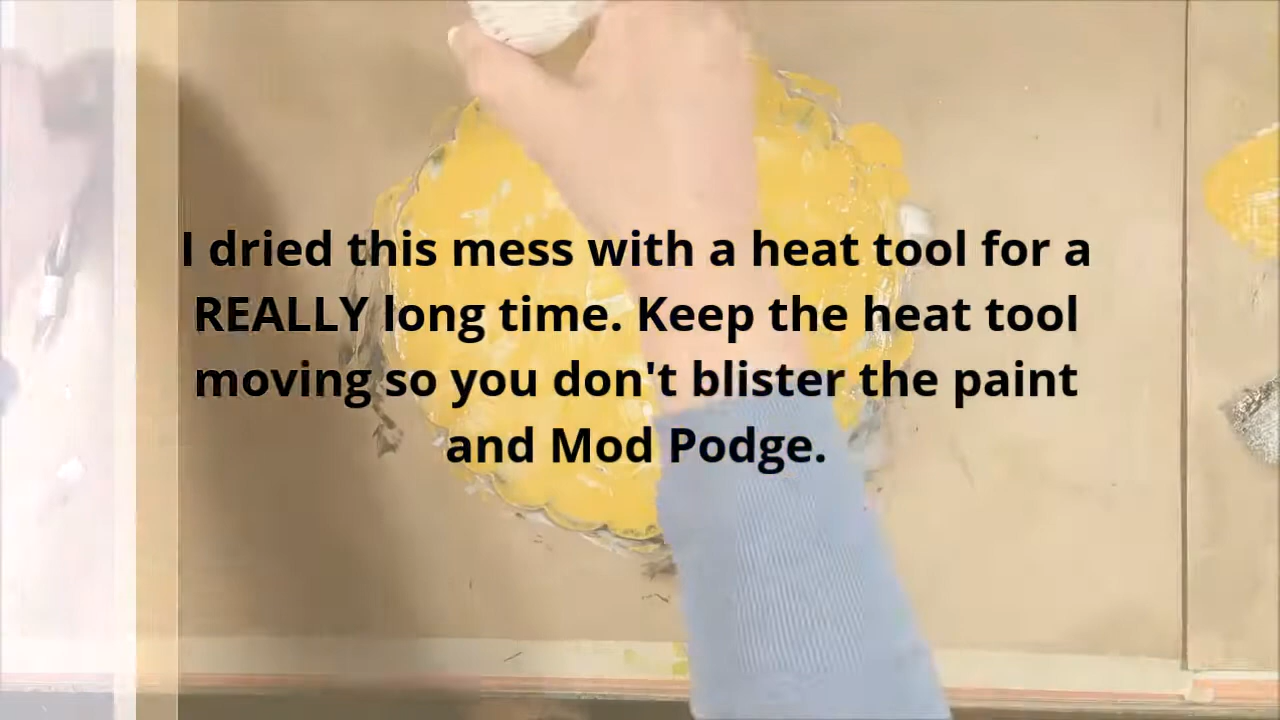 I dried this mess with a heat tool for a
REALLY long time. Keep the heat tool
moving so you don't blister the paint
and Mod Podge.